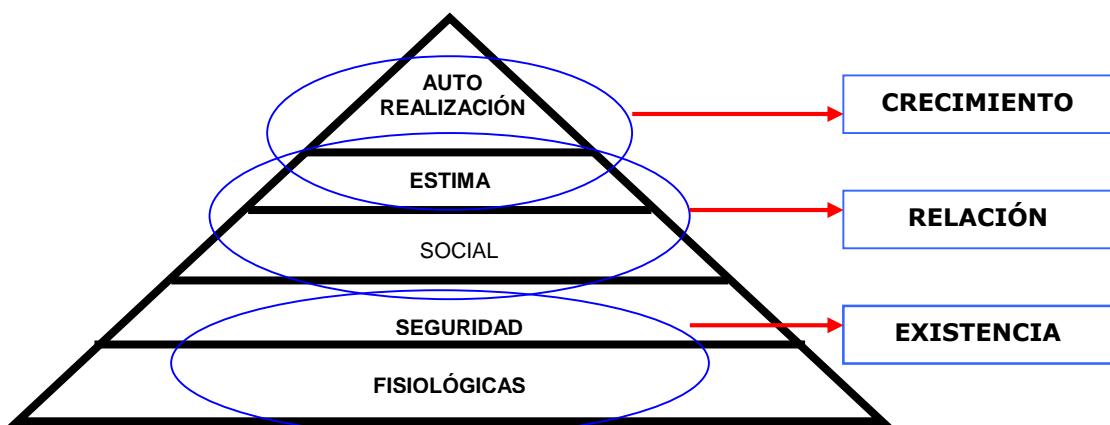 AUTO
REALIZACIÓN
CRECIMIENTO
ESTIMA
RELACIÓN
SOCIAL
SEGURIDAD
EXISTENCIA
FISIOLÓGICAS